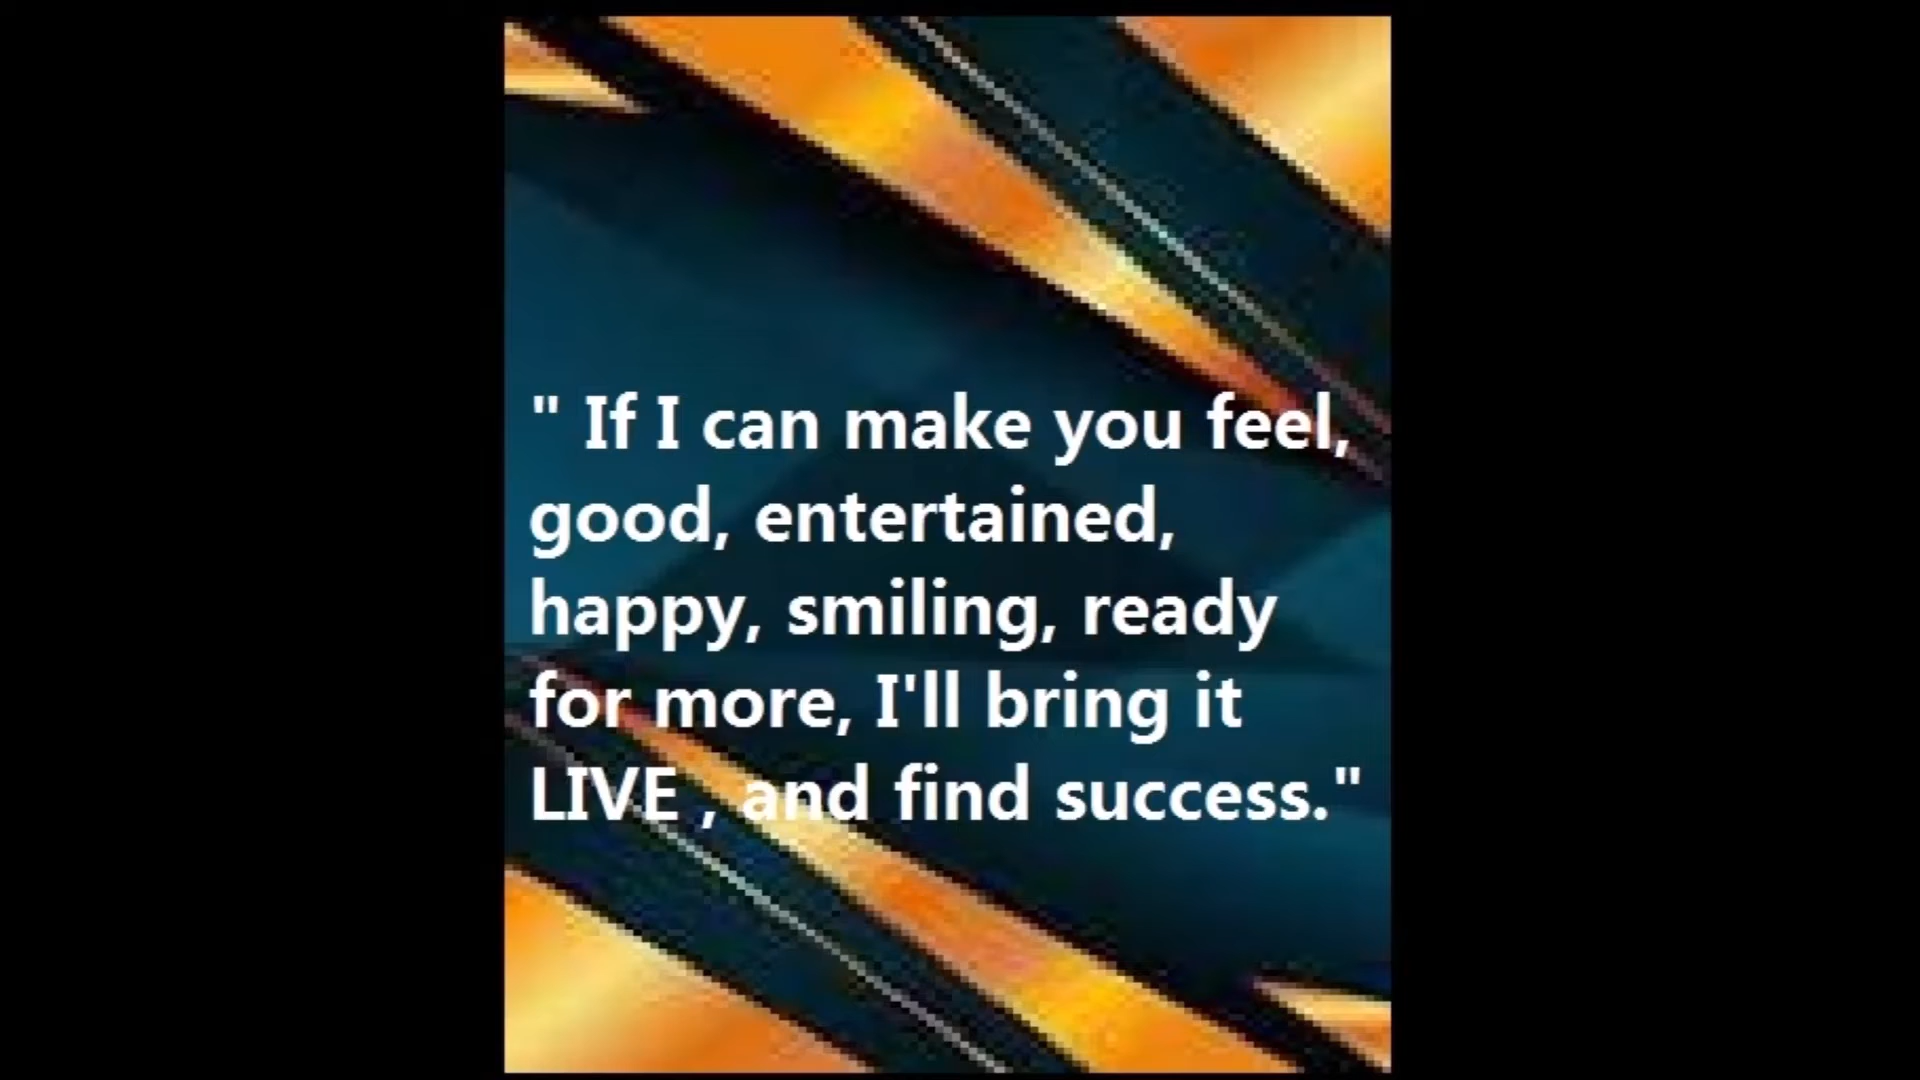 " If I can make you feel,
good, entertained,
happy, smiling, ready
for more, I'll bring it
LIVE , and find success."